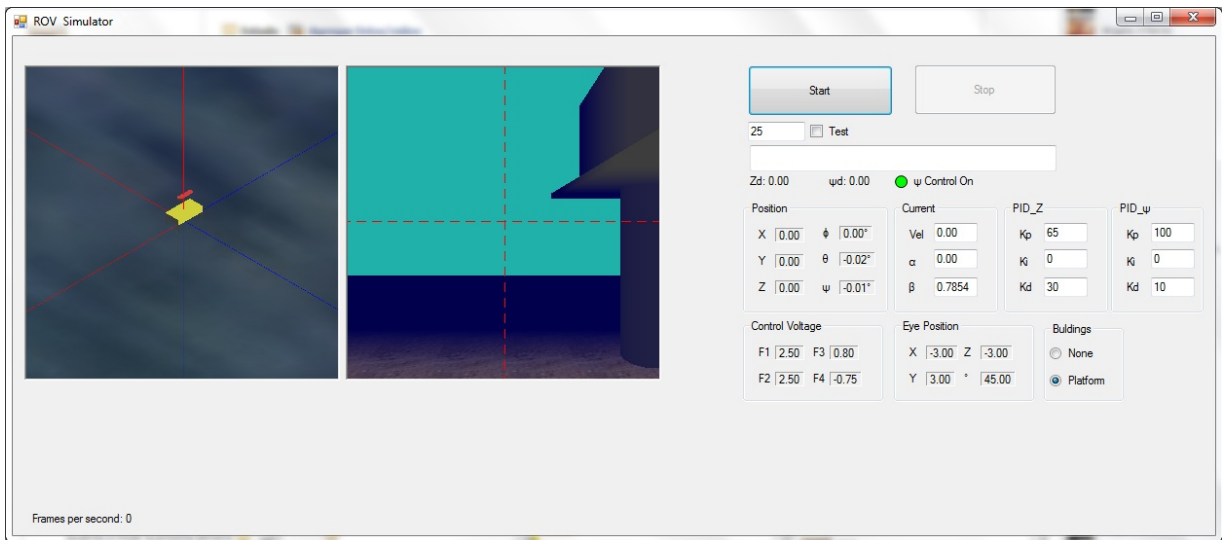 ROV Simulator
Start
Stop
25
Test
Zd: 0.00 ψd: 0.00 ψ Control On
Position
X 0.00 ϕ 0.00°
Y 0.00 θ -0.02°
Z 0.00 ψ -0.01°
Current
Vel 0.00
α 0.00
β 0.7854
PID_Z
Kp 65
Ki 0
Kd 30
PID_ψ
Kp 100
Ki 0
Kd 10
Control Voltage
F1 2.50 F3 0.80
F2 2.50 F4 -0.75
Eye Position
X -3.00 Z -3.00
Y 3.00 ° 45.00
Buldings
None
Platform
Frames per second: 0